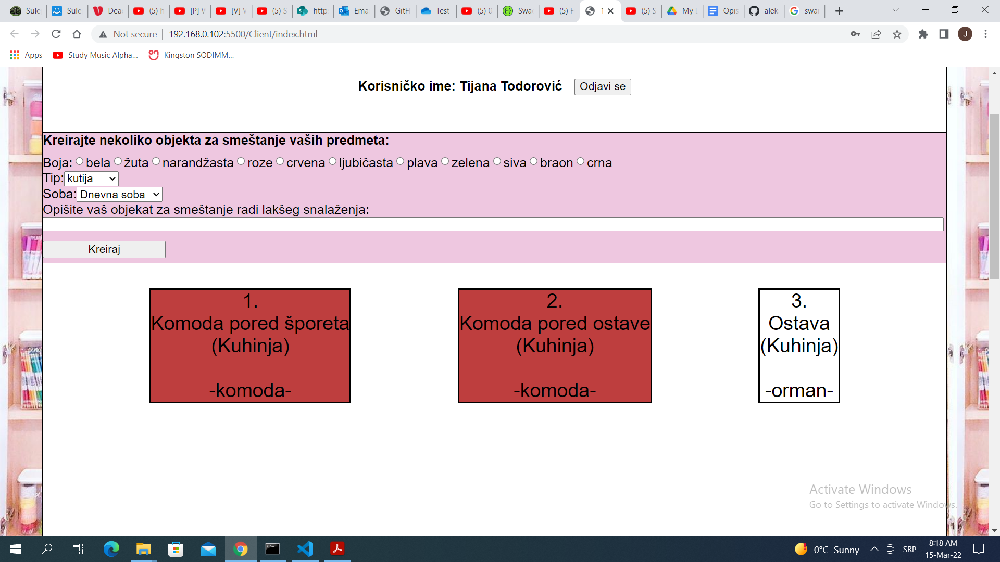 Sule
Sule
Dead
(5) h
[P] V
[V] V
(5) S
http
Ema
GitH
Test
(5) 0
Swa
(5) F
1
(5) S
My D
Opis
alek
swa
Not secure
192.168.0.102:5500/Client/index.html
J
Apps
Study Music Alpha...
Kingston SODIMM...
Korisničko ime: Tijana Todorović
Odjavi se
Kreirajte nekoliko objekta za smeštanje vaših predmeta:
Boja: bela žuta narandžasta roze crvena ljubičasta plava zelena siva braon crna
Tip: kutija
Soba: Dnevna soba
Opišite vaš objekat za smeštanje radi lakšeg snalaženja:
Kreiraj
1.
Komoda pored šporeta
(Kuhinja)
-komoda-
2.
Komoda pored ostave
(Kuhinja)
-komoda-
3.
Ostava
(Kuhinja)
-orman-
Activate Windows
Go to Settings to activate Windows.
0°C Sunny
SRP
8:18 AM
15-Mar-22